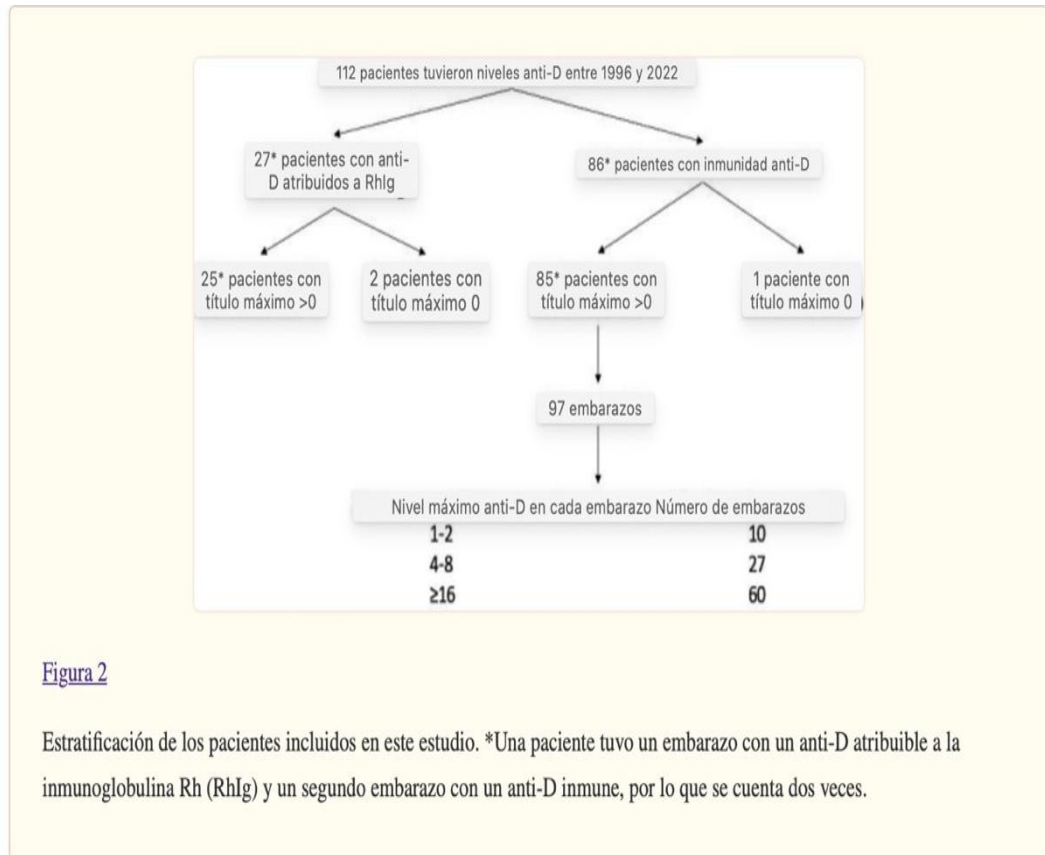 112 pacientes tuvieron niveles anti-D entre 1996 y 2022
27* pacientes con anti-
D atribuidos a RhIg
86* pacientes con inmunidad anti-D
25* pacientes con
título máximo >0
2 pacientes con
título máximo 0
85* pacientes con
título máximo >0
1 paciente con
título máximo 0
97 embarazos
Nivel máximo anti-D en cada embarazo Número de embarazos
1-2 10
4-8 27
≥16 60
Figura 2
Estratificación de los pacientes incluidos en este estudio. *Una paciente tuvo un embarazo con un anti-D atribuible a la
inmunoglobulina Rh (RhIg) y un segundo embarazo con un anti-D inmune, por lo que se cuenta dos veces.